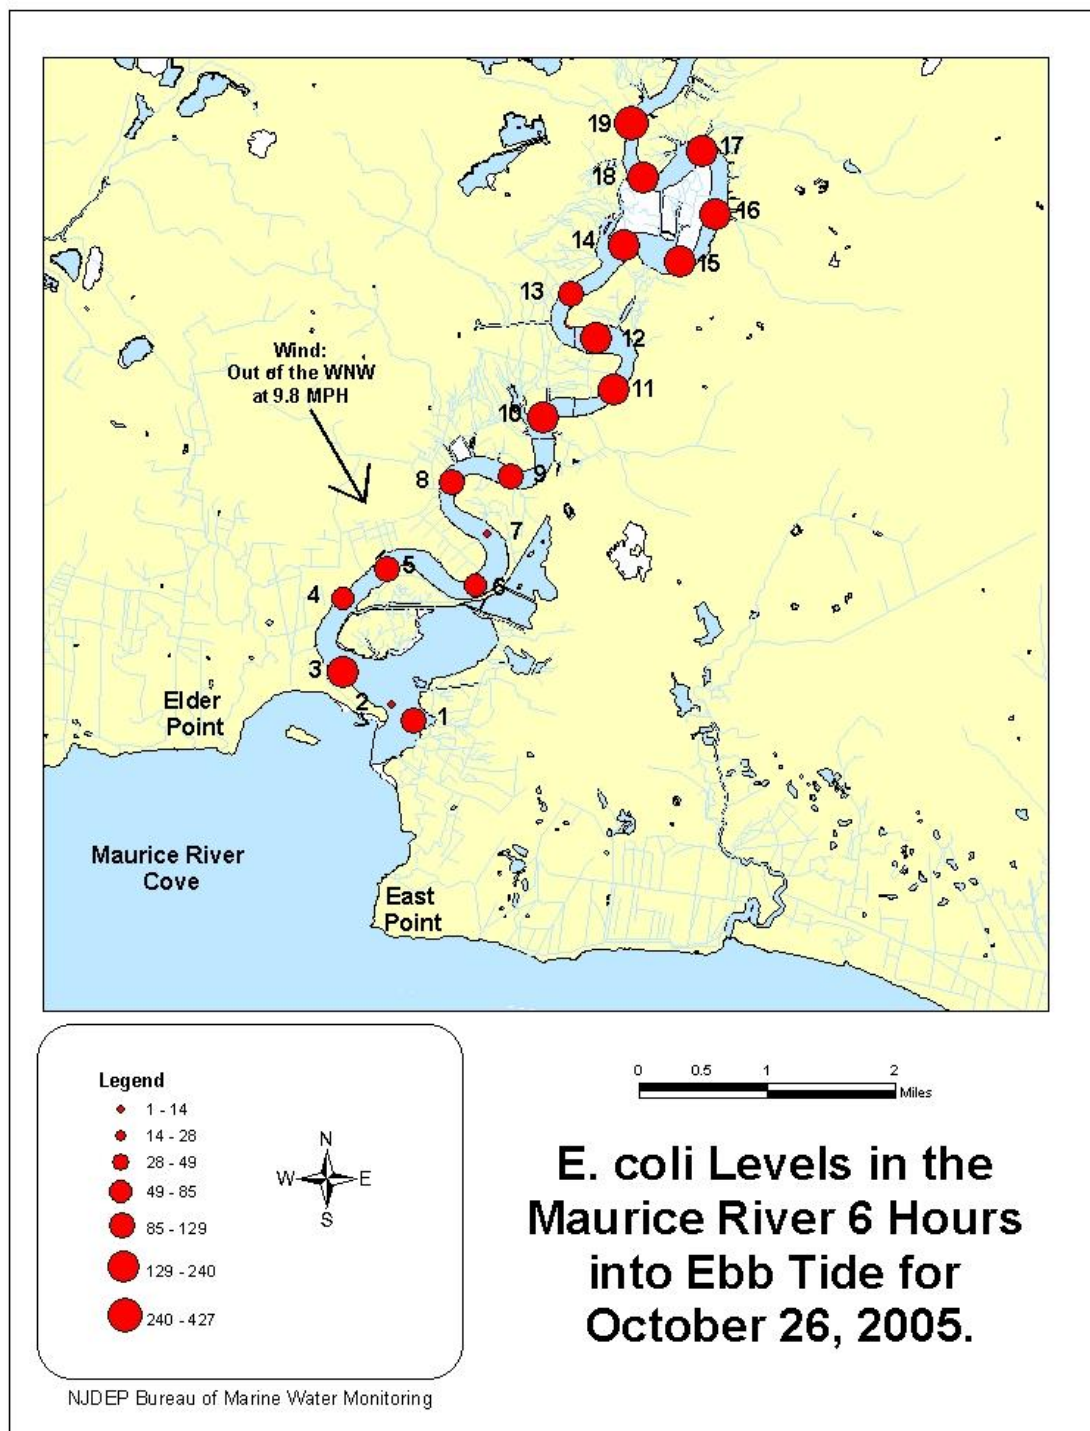 19
17
18
16
14
15
13
12
Wind:
Out of the WNW
at 9.8 MPH
11
10
8
9
7
5
6
4
3
2
1
Elder
Point
Maurice River
Cove
East
Point
Legend
1 - 14
14 - 28
28 - 49
49 - 85
85 - 129
129 - 240
240 - 427
N
W
E
S
0 0.5 1 2
Miles
E. coli Levels in the
Maurice River 6 Hours
into Ebb Tide for
October 26, 2005.
NJDEP Bureau of Marine Water Monitoring